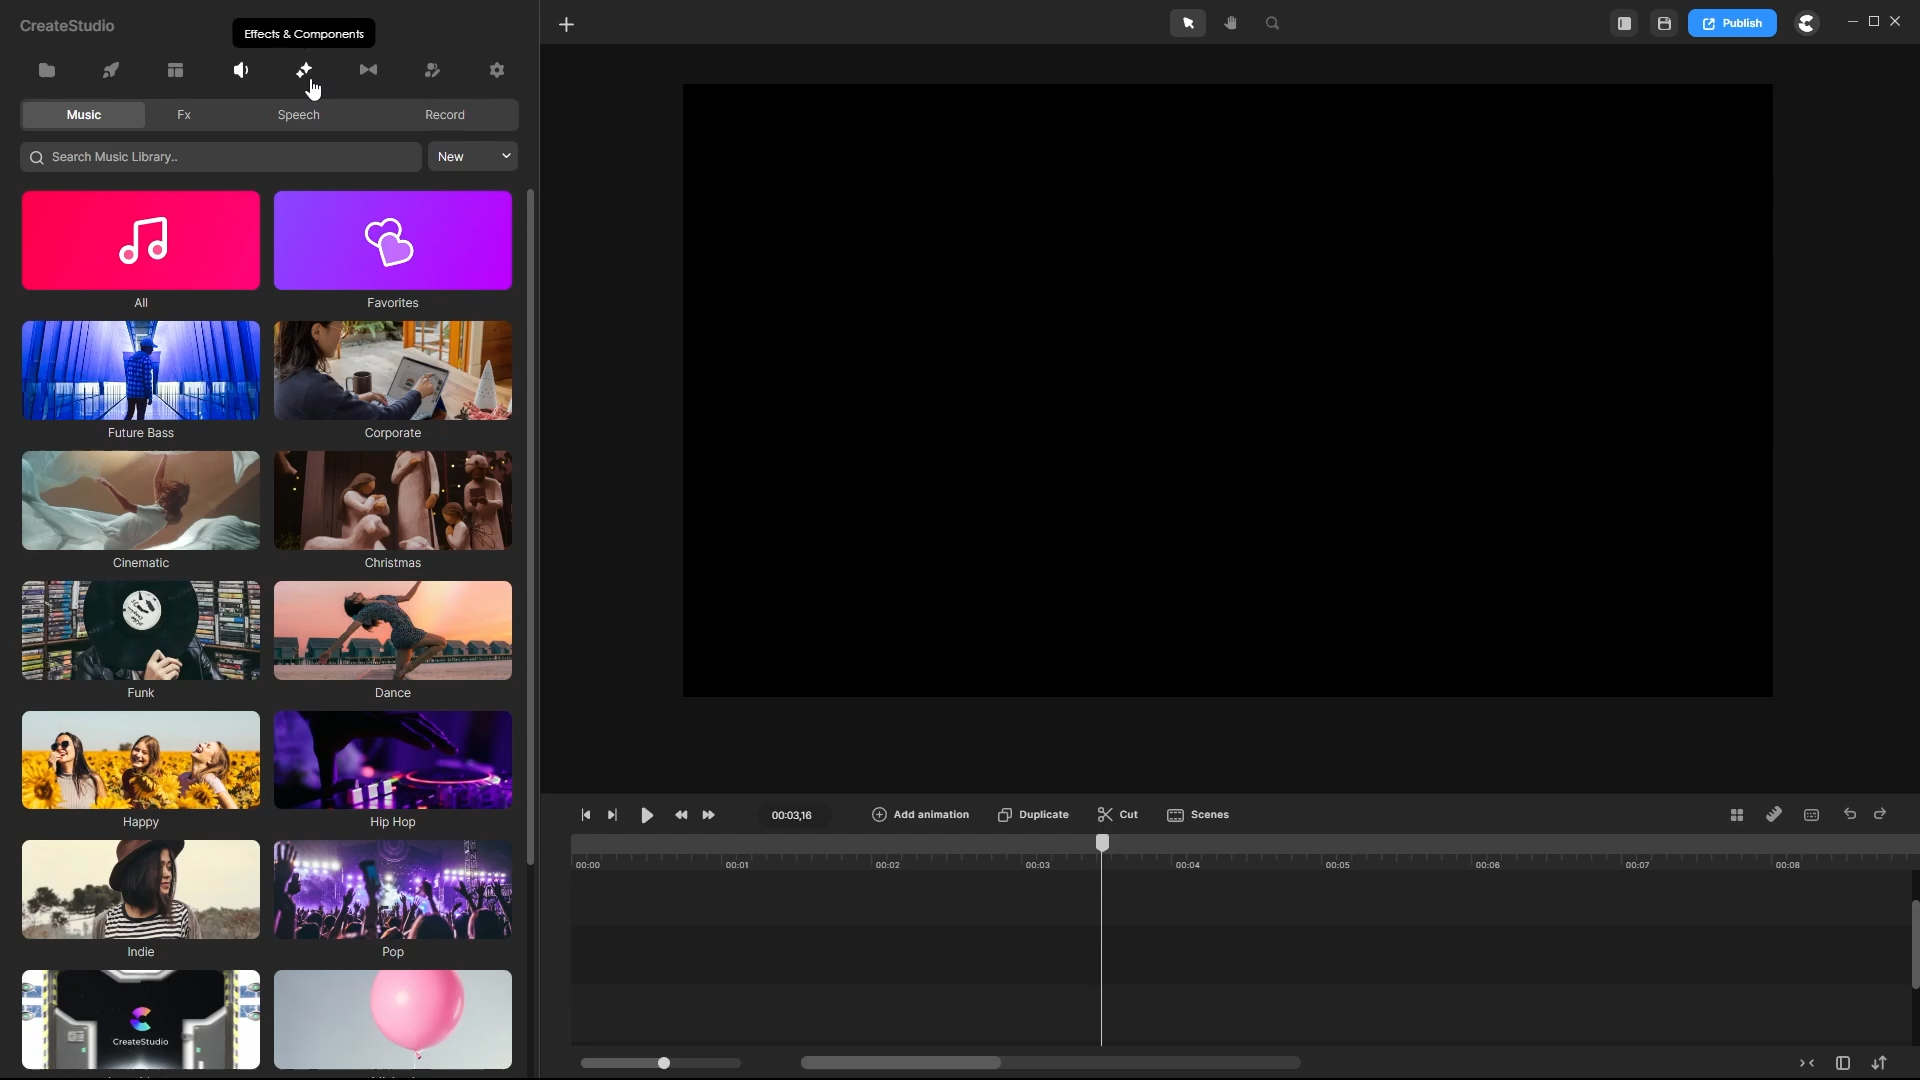 CreateStudio
Effects & Components
Publish
Music
Fx
Speech
Record
Search Music Library..
New
All
Favorites
Future Bass
Corporate
Cinematic
Christmas
Funk
Dance
Happy
Hip Hop
Indie
Pop
CreateStudio
00:03,16
Add animation
Duplicate
Cut
Scenes
00:00
00:01
00:02
00:03
00:04
00:05
00:06
00:07
00:08